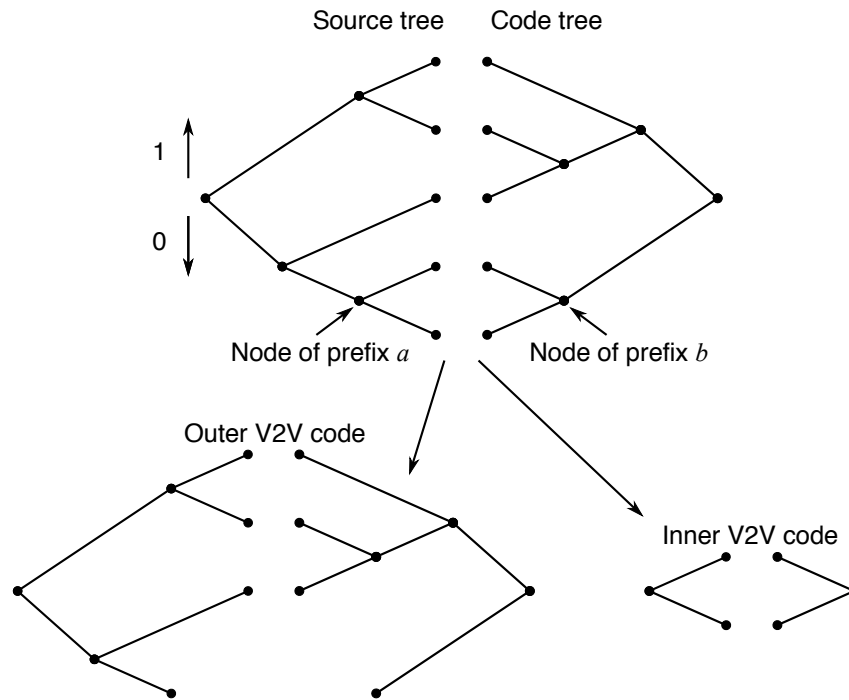 Source tree
Code tree
1
0
Node of prefix a
Node of prefix b
Outer V2V code
Inner V2V code